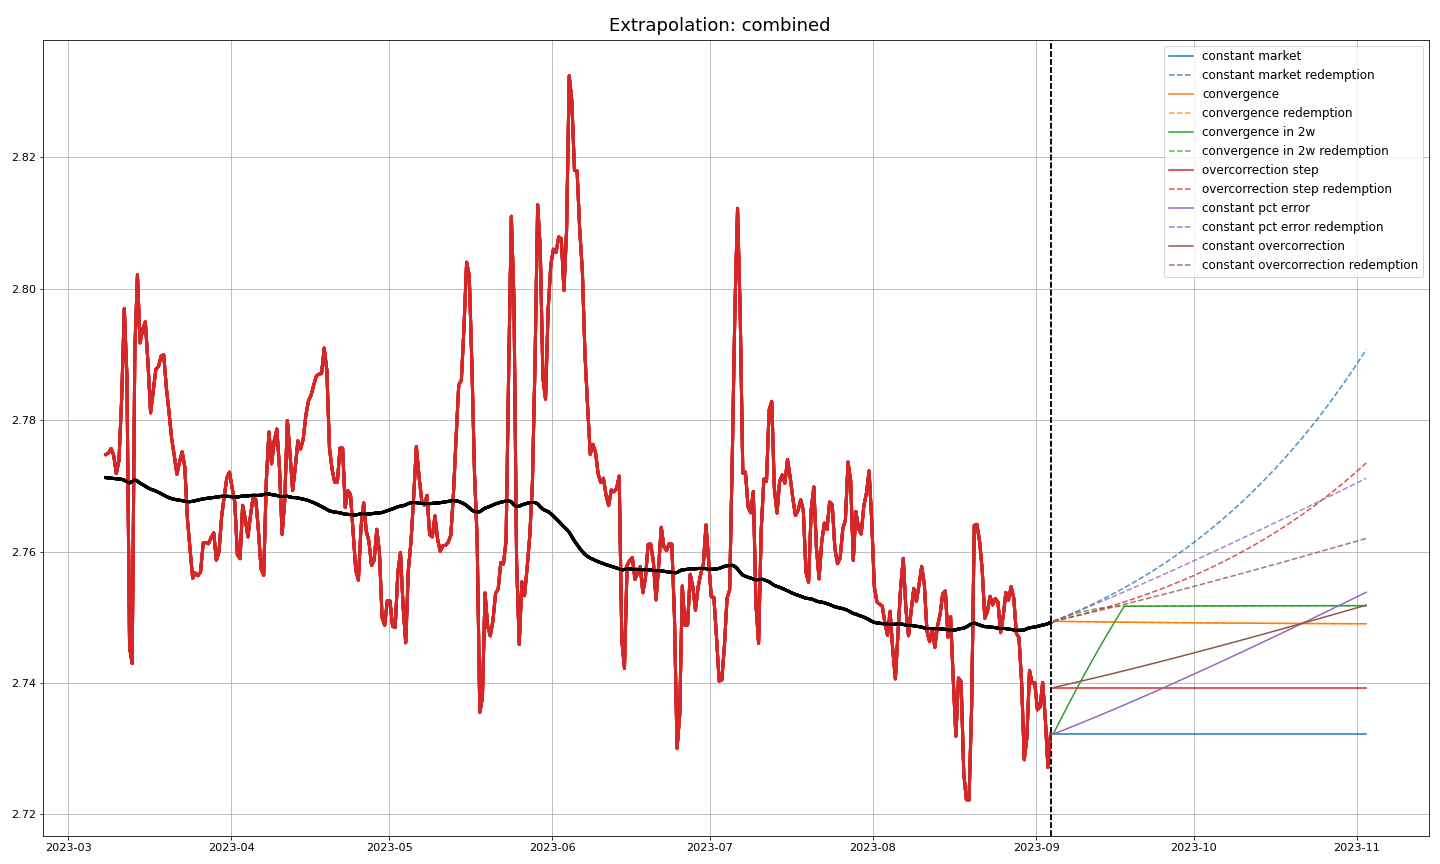 Extrapolation: combined
constant market
constant market redemption
convergence
convergence redemption
convergence in 2w
convergence in 2w redemption
overcorrection step
overcorrection step redemption
constant pct error
constant pct error redemption
constant overcorrection
constant overcorrection redemption
2.82
2.80
2.78
2.76
2.74
2.72
2023-03 2023-04 2023-05 2023-06 2023-07 2023-08 2023-09 2023-10 2023-11